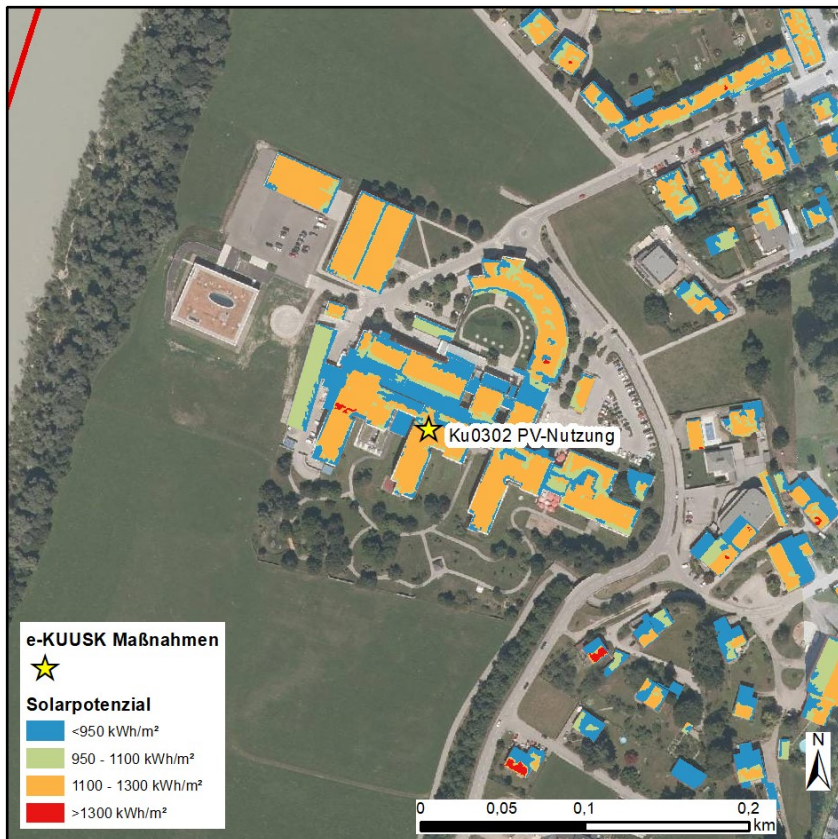 Ku0302 PV-Nutzung
e-KUUSK Maßnahmen
Solarpotenzial
<950 kWh/m²
950 - 1100 kWh/m²
1100 - 1300 kWh/m²
>1300 kWh/m²
N
0 0,05 0,1 0,2
km